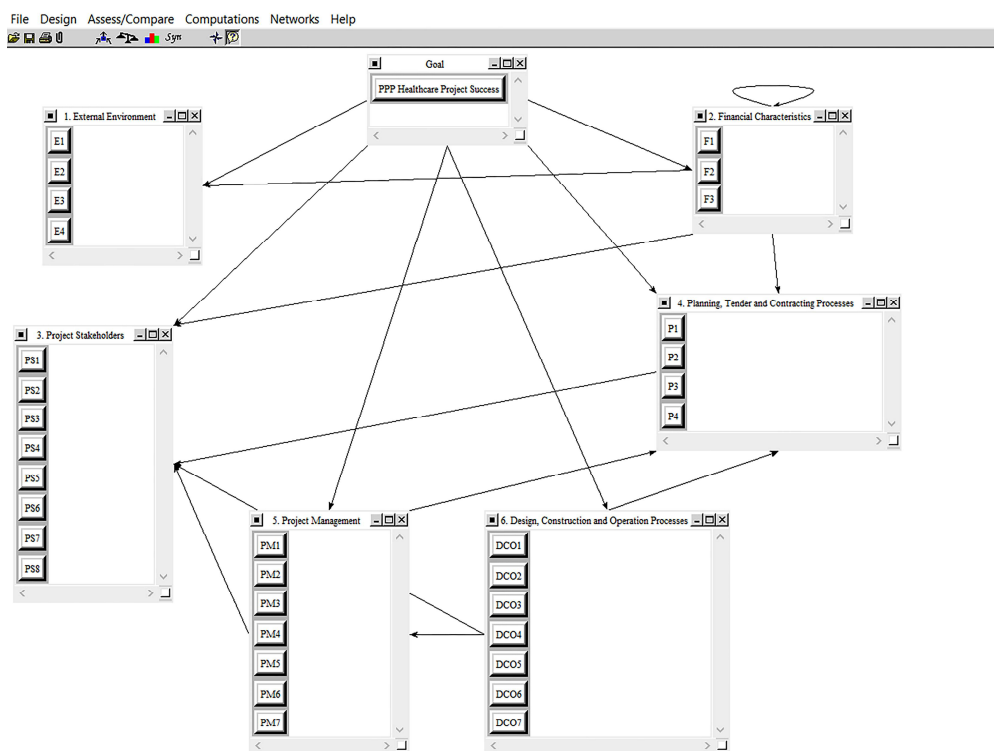 File Design Assess/Compare Computations Networks Help
Syn
Goal
PPP Healthcare Project Success
1. External Environment
E1
E2
E3
E4
2. Financial Characteristics
F1
F2
F3
3. Project Stakeholders
PS1
PS2
PS3
PS4
PS5
PS6
PS7
PS8
4. Planning, Tender and Contracting Processes
P1
P2
P3
P4
5. Project Management
PM1
PM2
PM3
PM4
PM5
PM6
PM7
6. Design, Construction and Operation Processes
DCO1
DCO2
DCO3
DCO4
DCO5
DCO6
DCO7